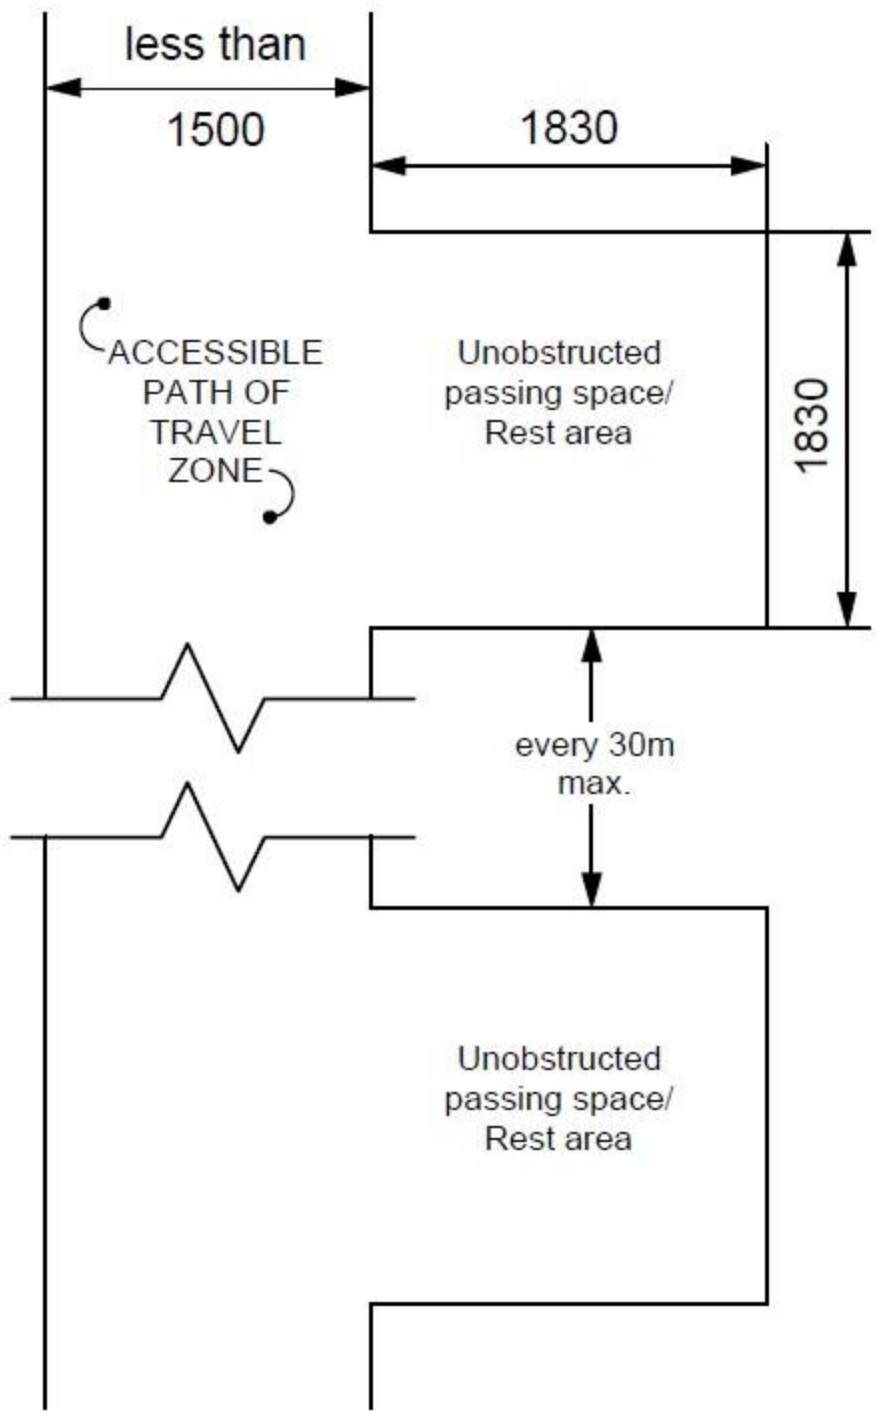 less than
1500
1830
1830
ACCESSIBLE
PATH OF
TRAVEL
ZONE
Unobstructed
passing space/
Rest area
every 30m
max.
Unobstructed
passing space/
Rest area